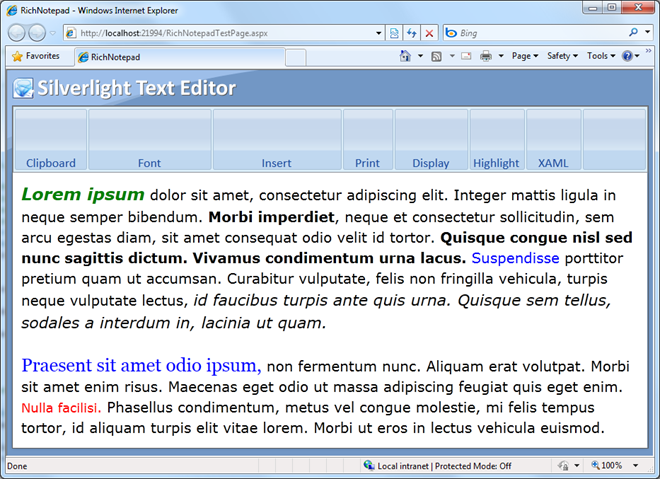 RichNotepad - Windows Internet Explorer
http://localhost:21994/RichNotepadTestPage.aspx
Bing
Favorites
RichNotepad
Page
Safety
Tools
Silverlight Text Editor
Clipboard
Font
Insert
Print
Display
Highlight
XAML
Lorem ipsum dolor sit amet, consectetur adipiscing elit. Integer mattis ligula in
neque semper bibendum. Morbi imperdiet, neque et consectetur sollicitudin, sem
arcu egestas diam, sit amet consequat odio velit id tortor. Quisque congue nisl sed
nunc sagittis dictum. Vivamus condimentum urna lacus. Suspendisse porttitor
pretium quam ut accumsan. Curabitur vulputate, felis non fringilla vehicula, turpis
neque vulputate lectus, id faucibus turpis ante quis urna. Quisque sem tellus,
sodales a interdum in, lacinia ut quam.
Praesent sit amet odio ipsum, non fermentum nunc. Aliquam erat volutpat. Morbi
sit amet enim risus. Maecenas eget odio ut massa adipiscing feugiat quis eget enim.
Nulla facilisi. Phasellus condimentum, metus vel congue molestie, mi felis tempus
tortor, id aliquam turpis elit vitae lorem. Morbi ut eros in lectus vehicula euismod.
Done
Local intranet | Protected Mode: Off
100%